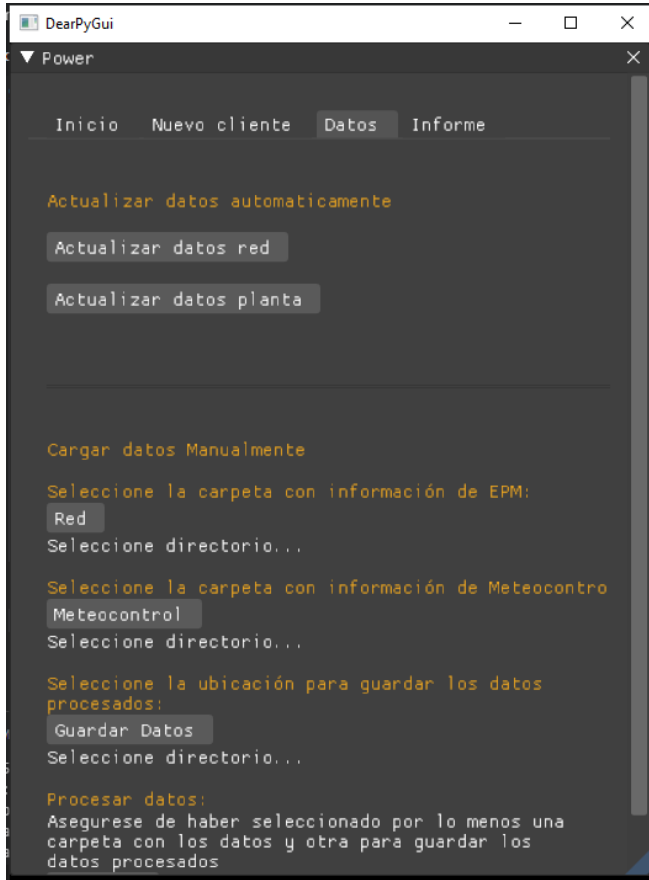 DearPyGui
Power
Inicio Nuevo cliente Datos Informe
Actualizar datos automaticamente
Actualizar datos red
Actualizar datos planta
Cargar datos Manualmente
Seleccione la carpeta con información de EPM:
Red
Seleccione directorio...
Seleccione la carpeta con información de Meteocontro
Meteocontrol
Seleccione directorio...
Seleccione la ubicación para guardar los datos
procesados:
Guardar Datos
Seleccione directorio...
Procesar datos:
Asegurese de haber seleccionado por lo menos una
carpeta con los datos y otra para guardar los
datos procesados